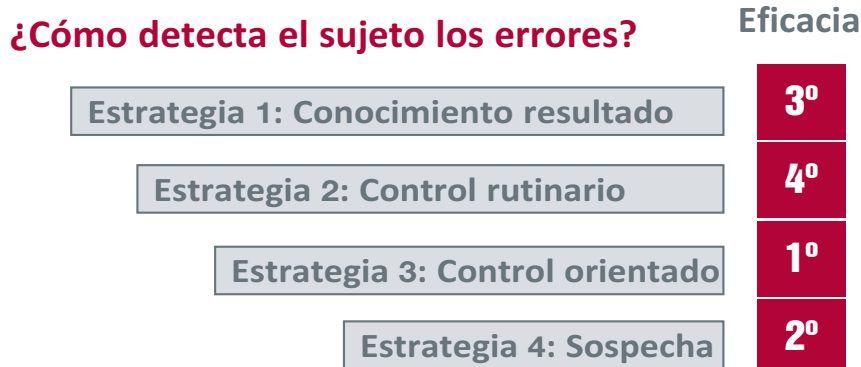 ¿Cómo detecta el sujeto los errores?
Eficacia
Estrategia 1: Conocimiento resultado
3º
Estrategia 2: Control rutinario
4º
Estrategia 3: Control orientado
1º
Estrategia 4: Sospecha
2º